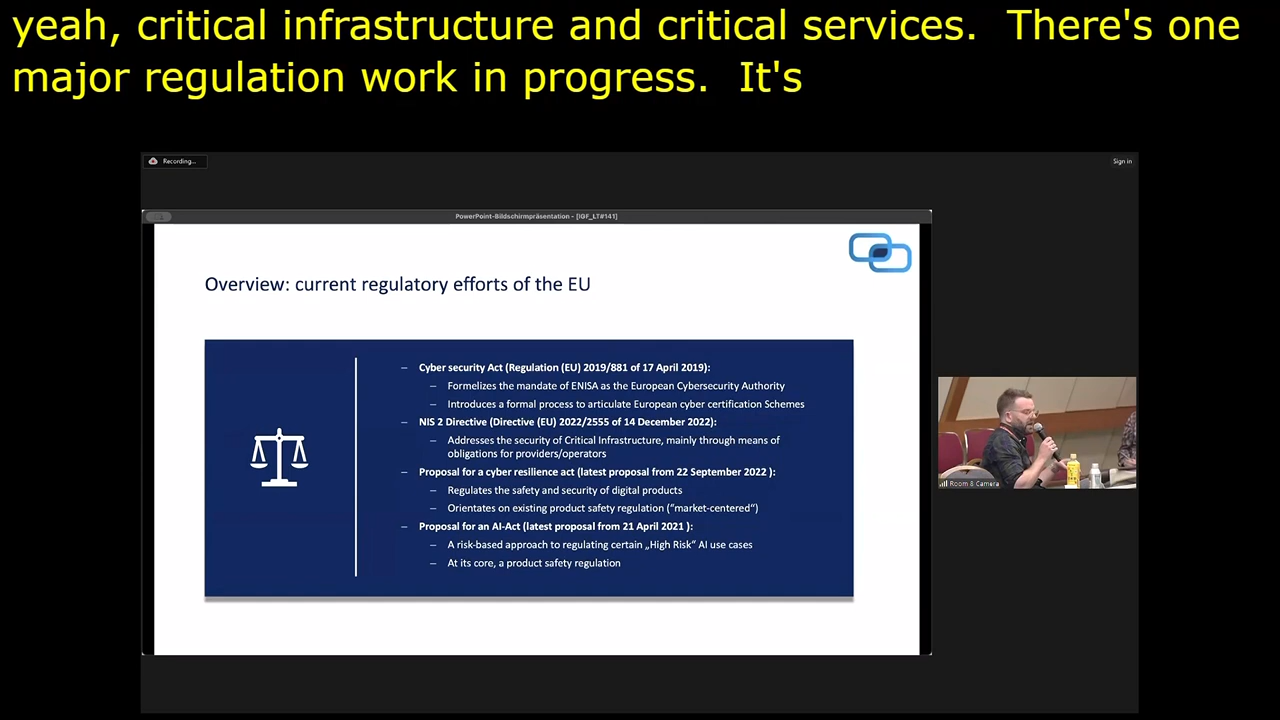 yeah, critical infrastructure and critical services.  There's one
major regulation work in progress.  It's
Recording...
Sign in
PowerPoint-Bildschirmpräsentation - [IGF_LT#141]
Overview: current regulatory efforts of the EU
– Cyber security Act (Regulation (EU) 2019/881 of 17 April 2019):
– Formelizes the mandate of ENISA as the European Cybersecurity Authority
– Introduces a formal process to articulate European cyber certification Schemes
– NIS 2 Directive (Directive (EU) 2022/2555 of 14 December 2022):
– Addresses the security of Critical Infrastructure, mainly through means of
obligations for providers/operators
– Proposal for a cyber resilience act (latest proposal from 22 September 2022 ):
– Regulates the safety and security of digital products
– Orientates on existing product safety regulation ("market-centered“)
– Proposal for an AI-Act (latest proposal from 21 April 2021 ):
– A risk-based approach to regulating certain „High Risk“ AI use cases
– At its core, a product safety regulation
Room 8 Camera